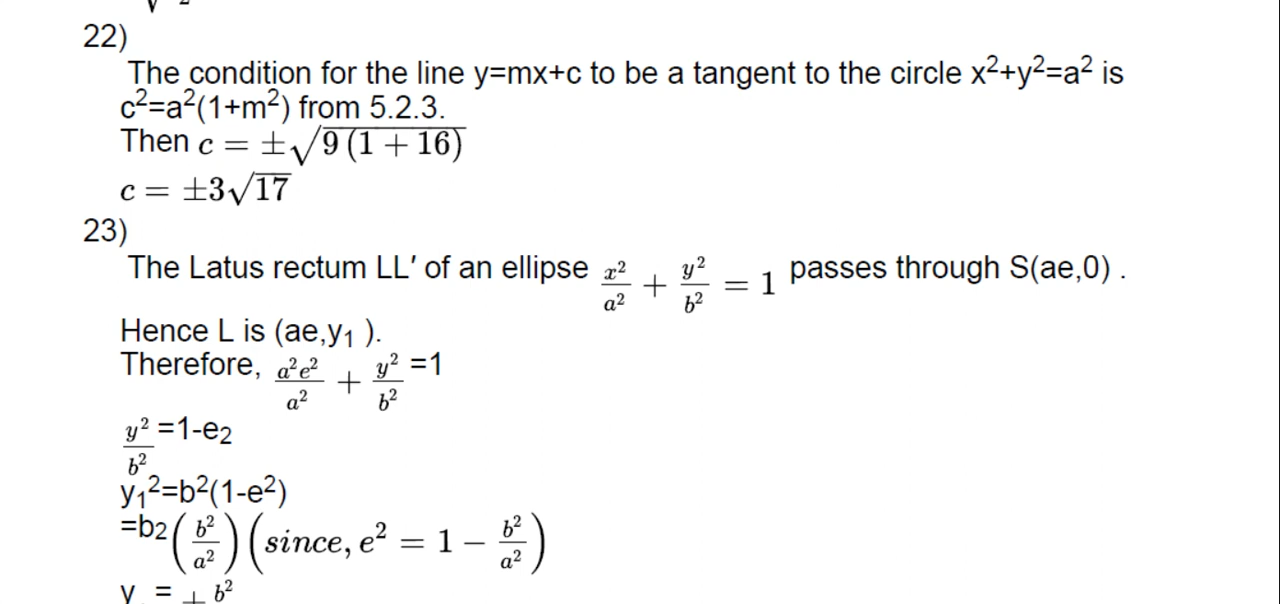 22)
The condition for the line y=mx+c to be a tangent to the circle x²+y²=a² is
c²=a²(1+m²) from 5.2.3.
Then c = ±√9 (1 + 16)
c = ±3√17
23)
The Latus rectum LL′ of an ellipse x²/a² + y²/b² = 1 passes through S(ae,0) .
Hence L is (ae,y₁ ).
Therefore, a²e²/a² + y²/b² =1
y²/b² =1-e₂
y₁²=b²(1-e²)
=b₂(b²/a²)(since, e² = 1 − b²/a²)
y = ± b²